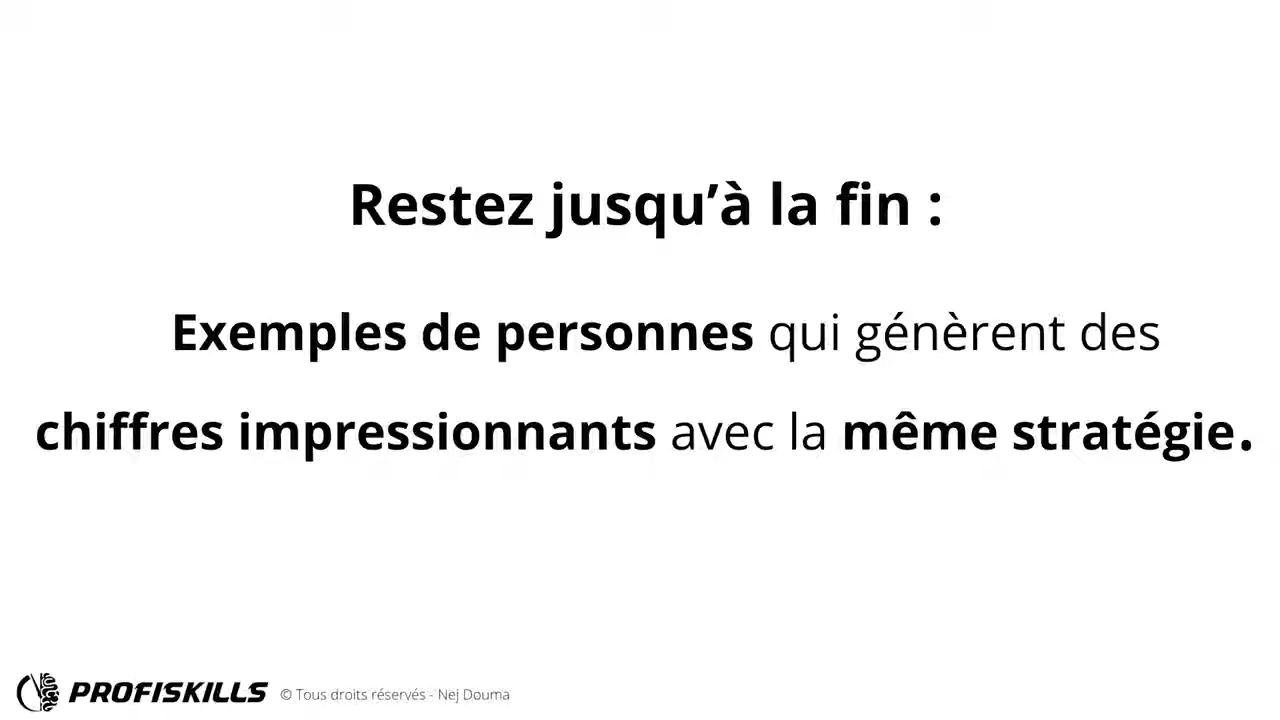 Restez jusqu’à la fin :
Exemples de personnes qui génèrent des
chiffres impressionnants avec la même stratégie.
PROFISKILLS © Tous droits réservés - Nej Douma